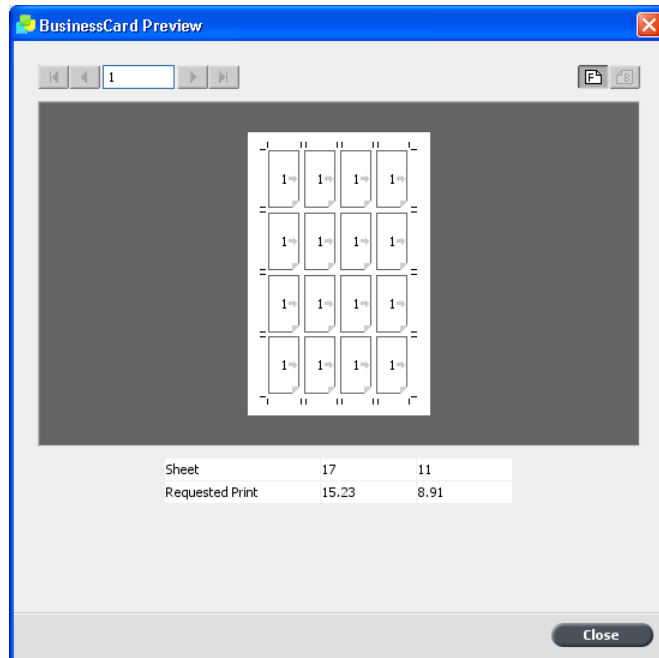 BusinessCard Preview
1
F B
1 1 1 1
1 1 1 1
1 1 1 1
1 1 1 1
Sheet 17 11
Requested Print 15.23 8.91
Close